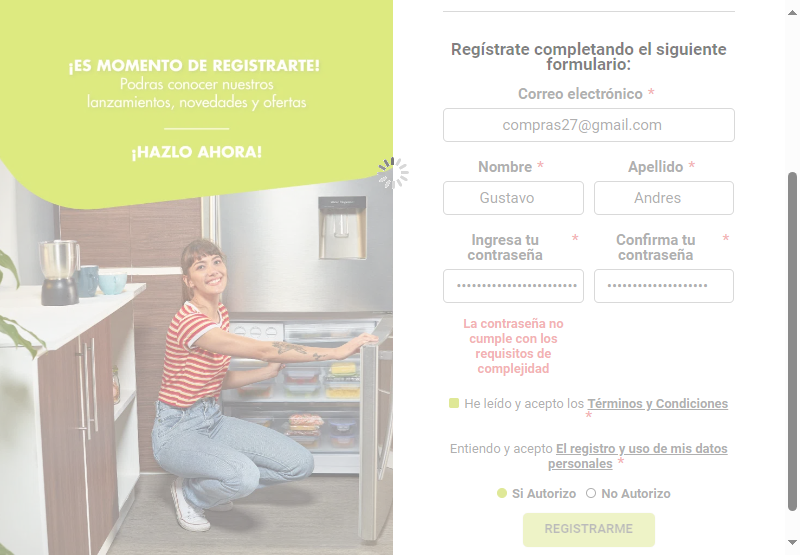 ¡ES MOMENTO DE REGISTRARTE!
Podras conocer nuestros
lanzamientos, novedades y ofertas
¡HAZLO AHORA!
Regístrate completando el siguiente
formulario:
Correo electrónico *
compras27@gmail.com
Nombre * Apellido *
Gustavo Andres
Ingresa tu * Confirma tu *
contraseña contraseña
•••••••••••••••••••••••• ••••••••••••••••••••
La contraseña no
cumple con los
requisitos de
complejidad
He leído y acepto los Términos y Condiciones
*
Entiendo y acepto El registro y uso de mis datos
personales *
Si Autorizo No Autorizo
REGISTRARME